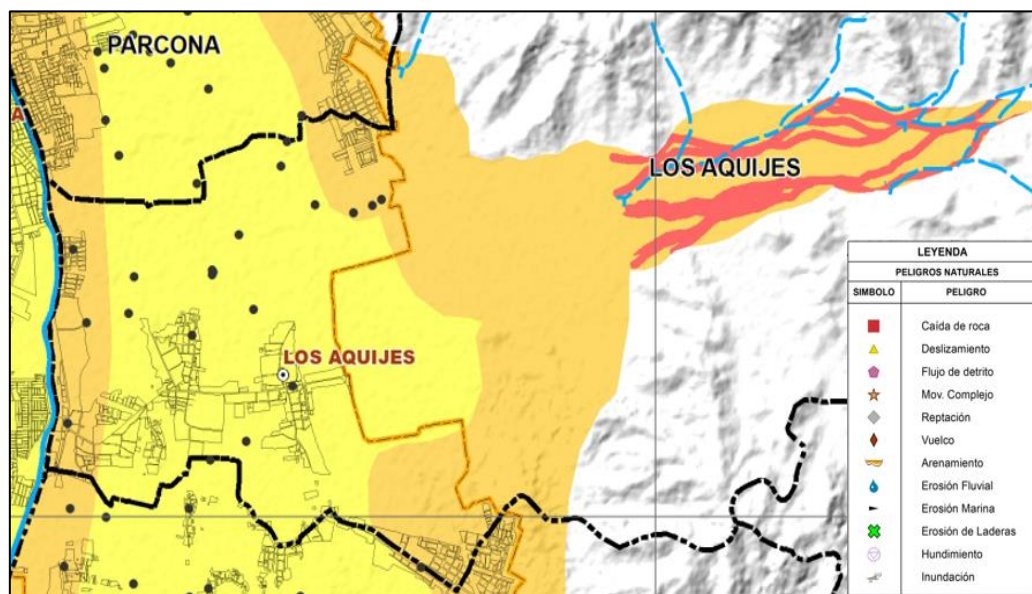 PARCONA
A
LOS AQUIJES
LOS AQUIJES
LEYENDA
PELIGROS NATURALES
SIMBOLO PELIGRO
Caída de roca
Deslizamiento
Flujo de detrito
Mov. Complejo
Reptación
Vuelco
Arenamiento
Erosión Fluvial
Erosión Marina
Erosión de Laderas
Hundimiento
Inundación